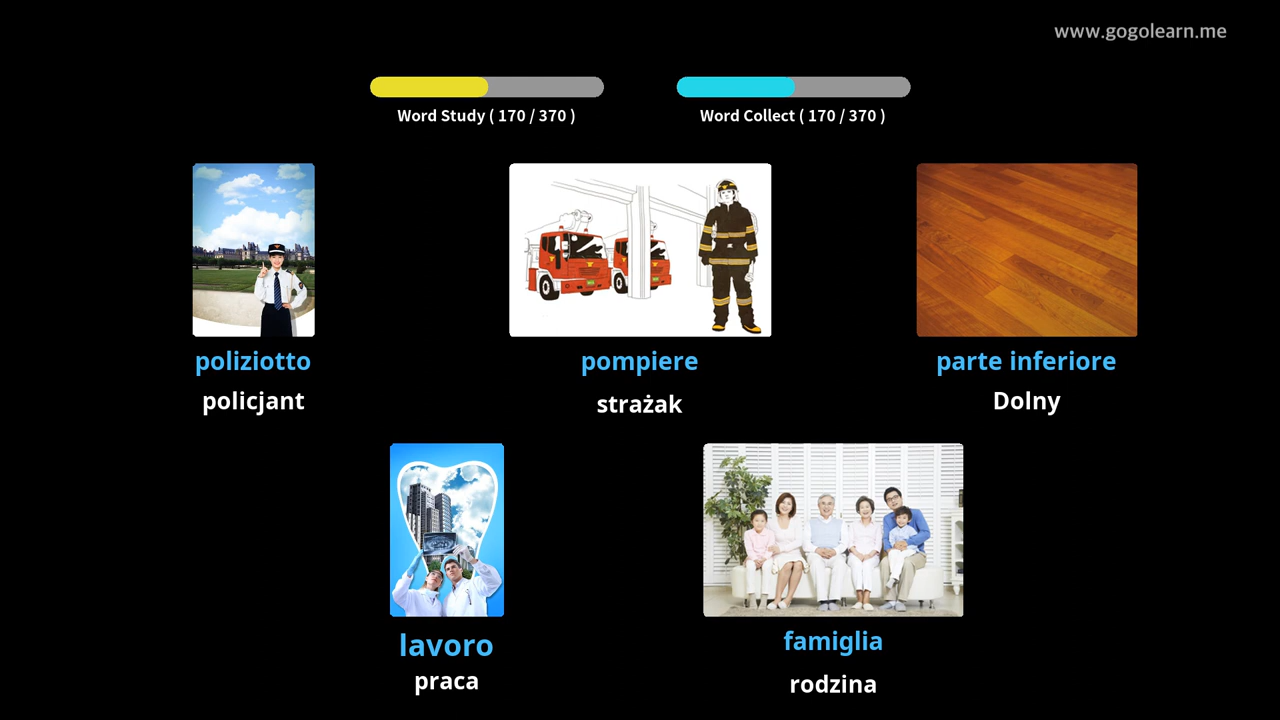 www.gogolearn.me
Word Study ( 170 / 370 )
Word Collect ( 170 / 370 )
poliziotto
pompiere
parte inferiore
policjant
strażak
Dolny
lavoro
famiglia
praca
rodzina